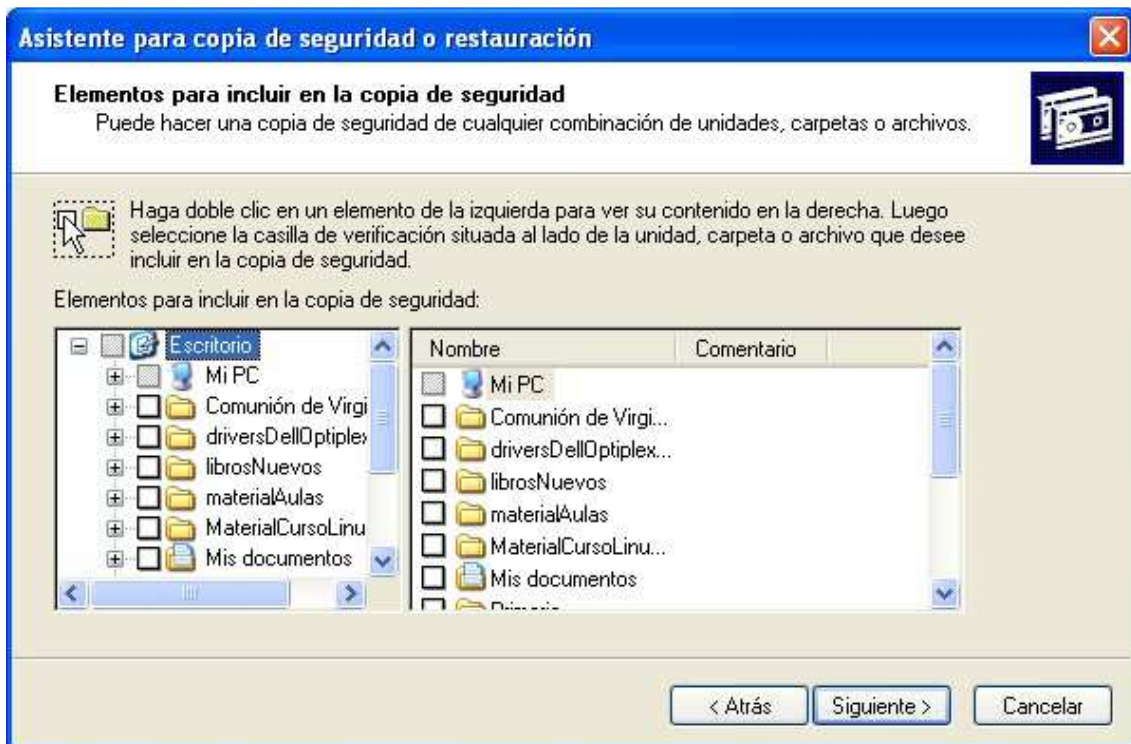 Asistente para copia de seguridad o restauración
Elementos para incluir en la copia de seguridad
Puede hacer una copia de seguridad de cualquier combinación de unidades, carpetas o archivos.
Haga doble clic en un elemento de la izquierda para ver su contenido en la derecha. Luego
seleccione la casilla de verificación situada al lado de la unidad, carpeta o archivo que desee
incluir en la copia de seguridad.
Elementos para incluir en la copia de seguridad:
Escritorio
Mi PC
Comunión de Virgi
driversDellOptiplex
librosNuevos
materialAulas
MaterialCursoLinu
Mis documentos
Nombre Comentario
Mi PC
Comunión de Virgi...
driversDellOptiplex...
librosNuevos
materialAulas
MaterialCursoLinu...
Mis documentos
< Atrás Siguiente > Cancelar